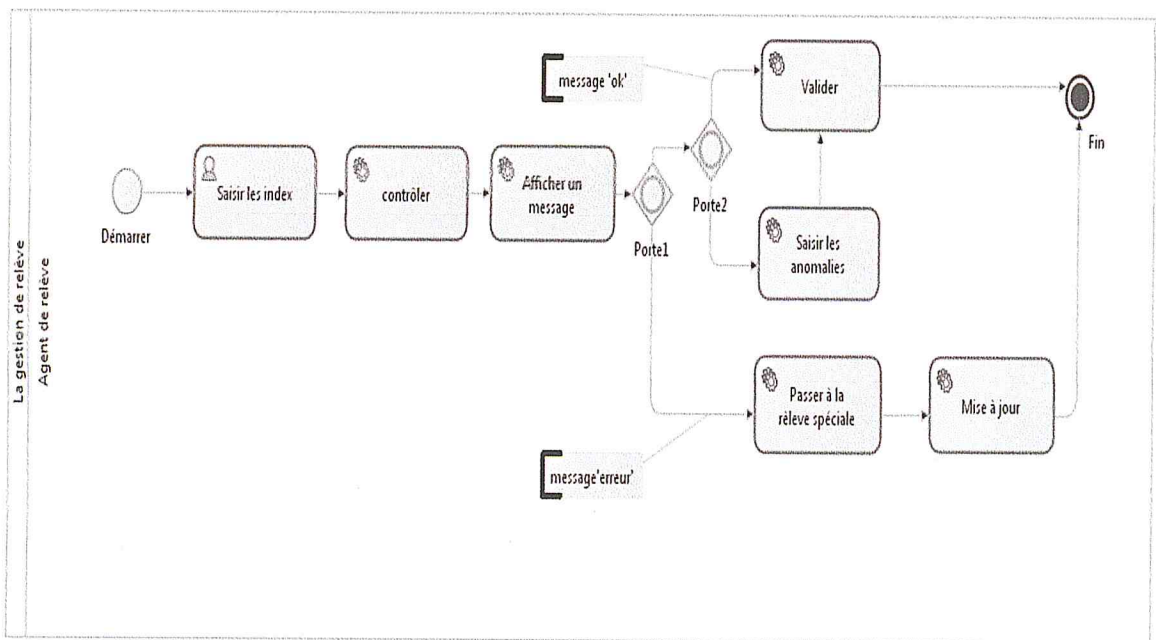 La gestion de relève
Agent de relève
Démarrer
Saisir les index
contrôler
Afficher un
message
Porte1
Porte2
message 'ok'
Valider
Saisir les
anomalies
Fin
message'erreur'
Passer à la
rèleve spéciale
Mise à jour